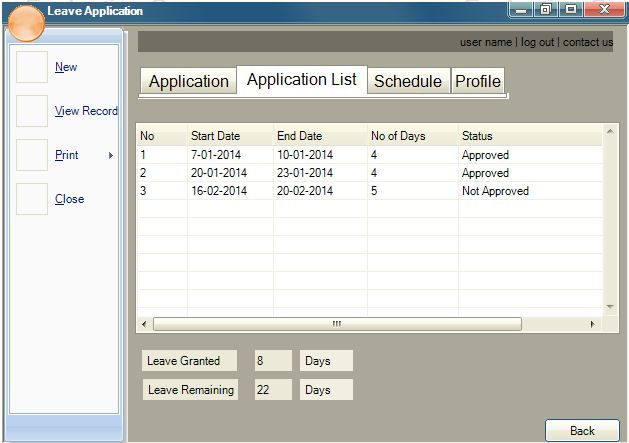 Leave Application
New
View Record
Print
Close
user name | log out | contact us
Application Application List Schedule Profile
No Start Date End Date No of Days Status
1 7-01-2014 10-01-2014 4 Approved
2 20-01-2014 23-01-2014 4 Approved
3 16-02-2014 20-02-2014 5 Not Approved
Leave Granted 8 Days
Leave Remaining 22 Days
Back